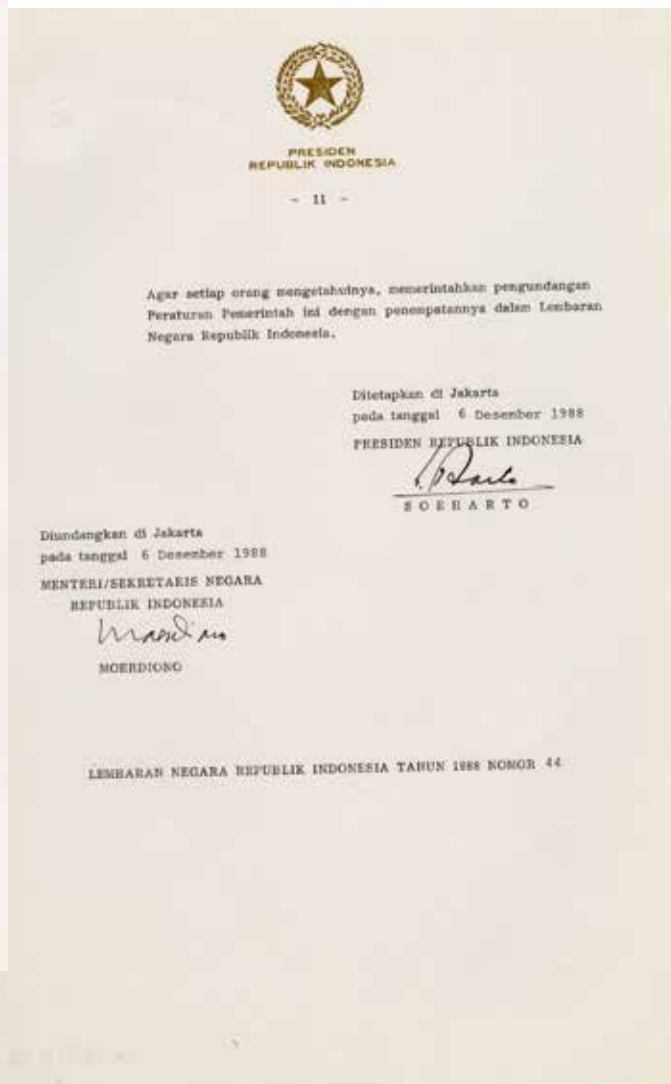 PRESIDEN
REPUBLIK INDONESIA
- 11 -
Agar setiap orang mengetahuinya, memerintahkan pengundangan
Peraturan Pemerintah ini dengan penempatannya dalam Lembaran
Negara Republik Indonesia.
Ditetapkan di Jakarta
pada tanggal 6 Desember 1988
PRESIDEN REPUBLIK INDONESIA
SOEHARTO
Diundangkan di Jakarta
pada tanggal 6 Desember 1988
MENTERI/SEKRETARIS NEGARA
REPUBLIK INDONESIA
MOERDIONO
LEMBARAN NEGARA REPUBLIK INDONESIA TAHUN 1988 NOMOR 44